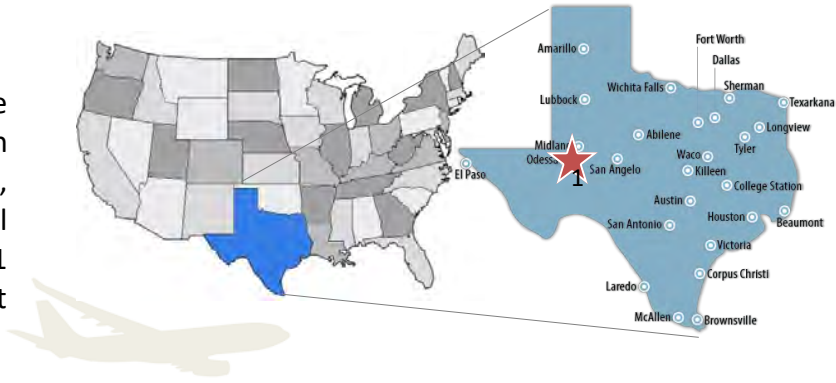 e
n
,
l
1
t
Fort Worth
Dallas
Amarillo
Wichita Falls
Sherman
Texarkana
Lubbock
Longview
Abilene
Midland
Tyler
Odessa
Waco
El Paso
San Angelo
Killeen
1
College Station
Austin
Houston
Beaumont
San Antonio
Victoria
Corpus Christi
Laredo
McAllen
Brownsville